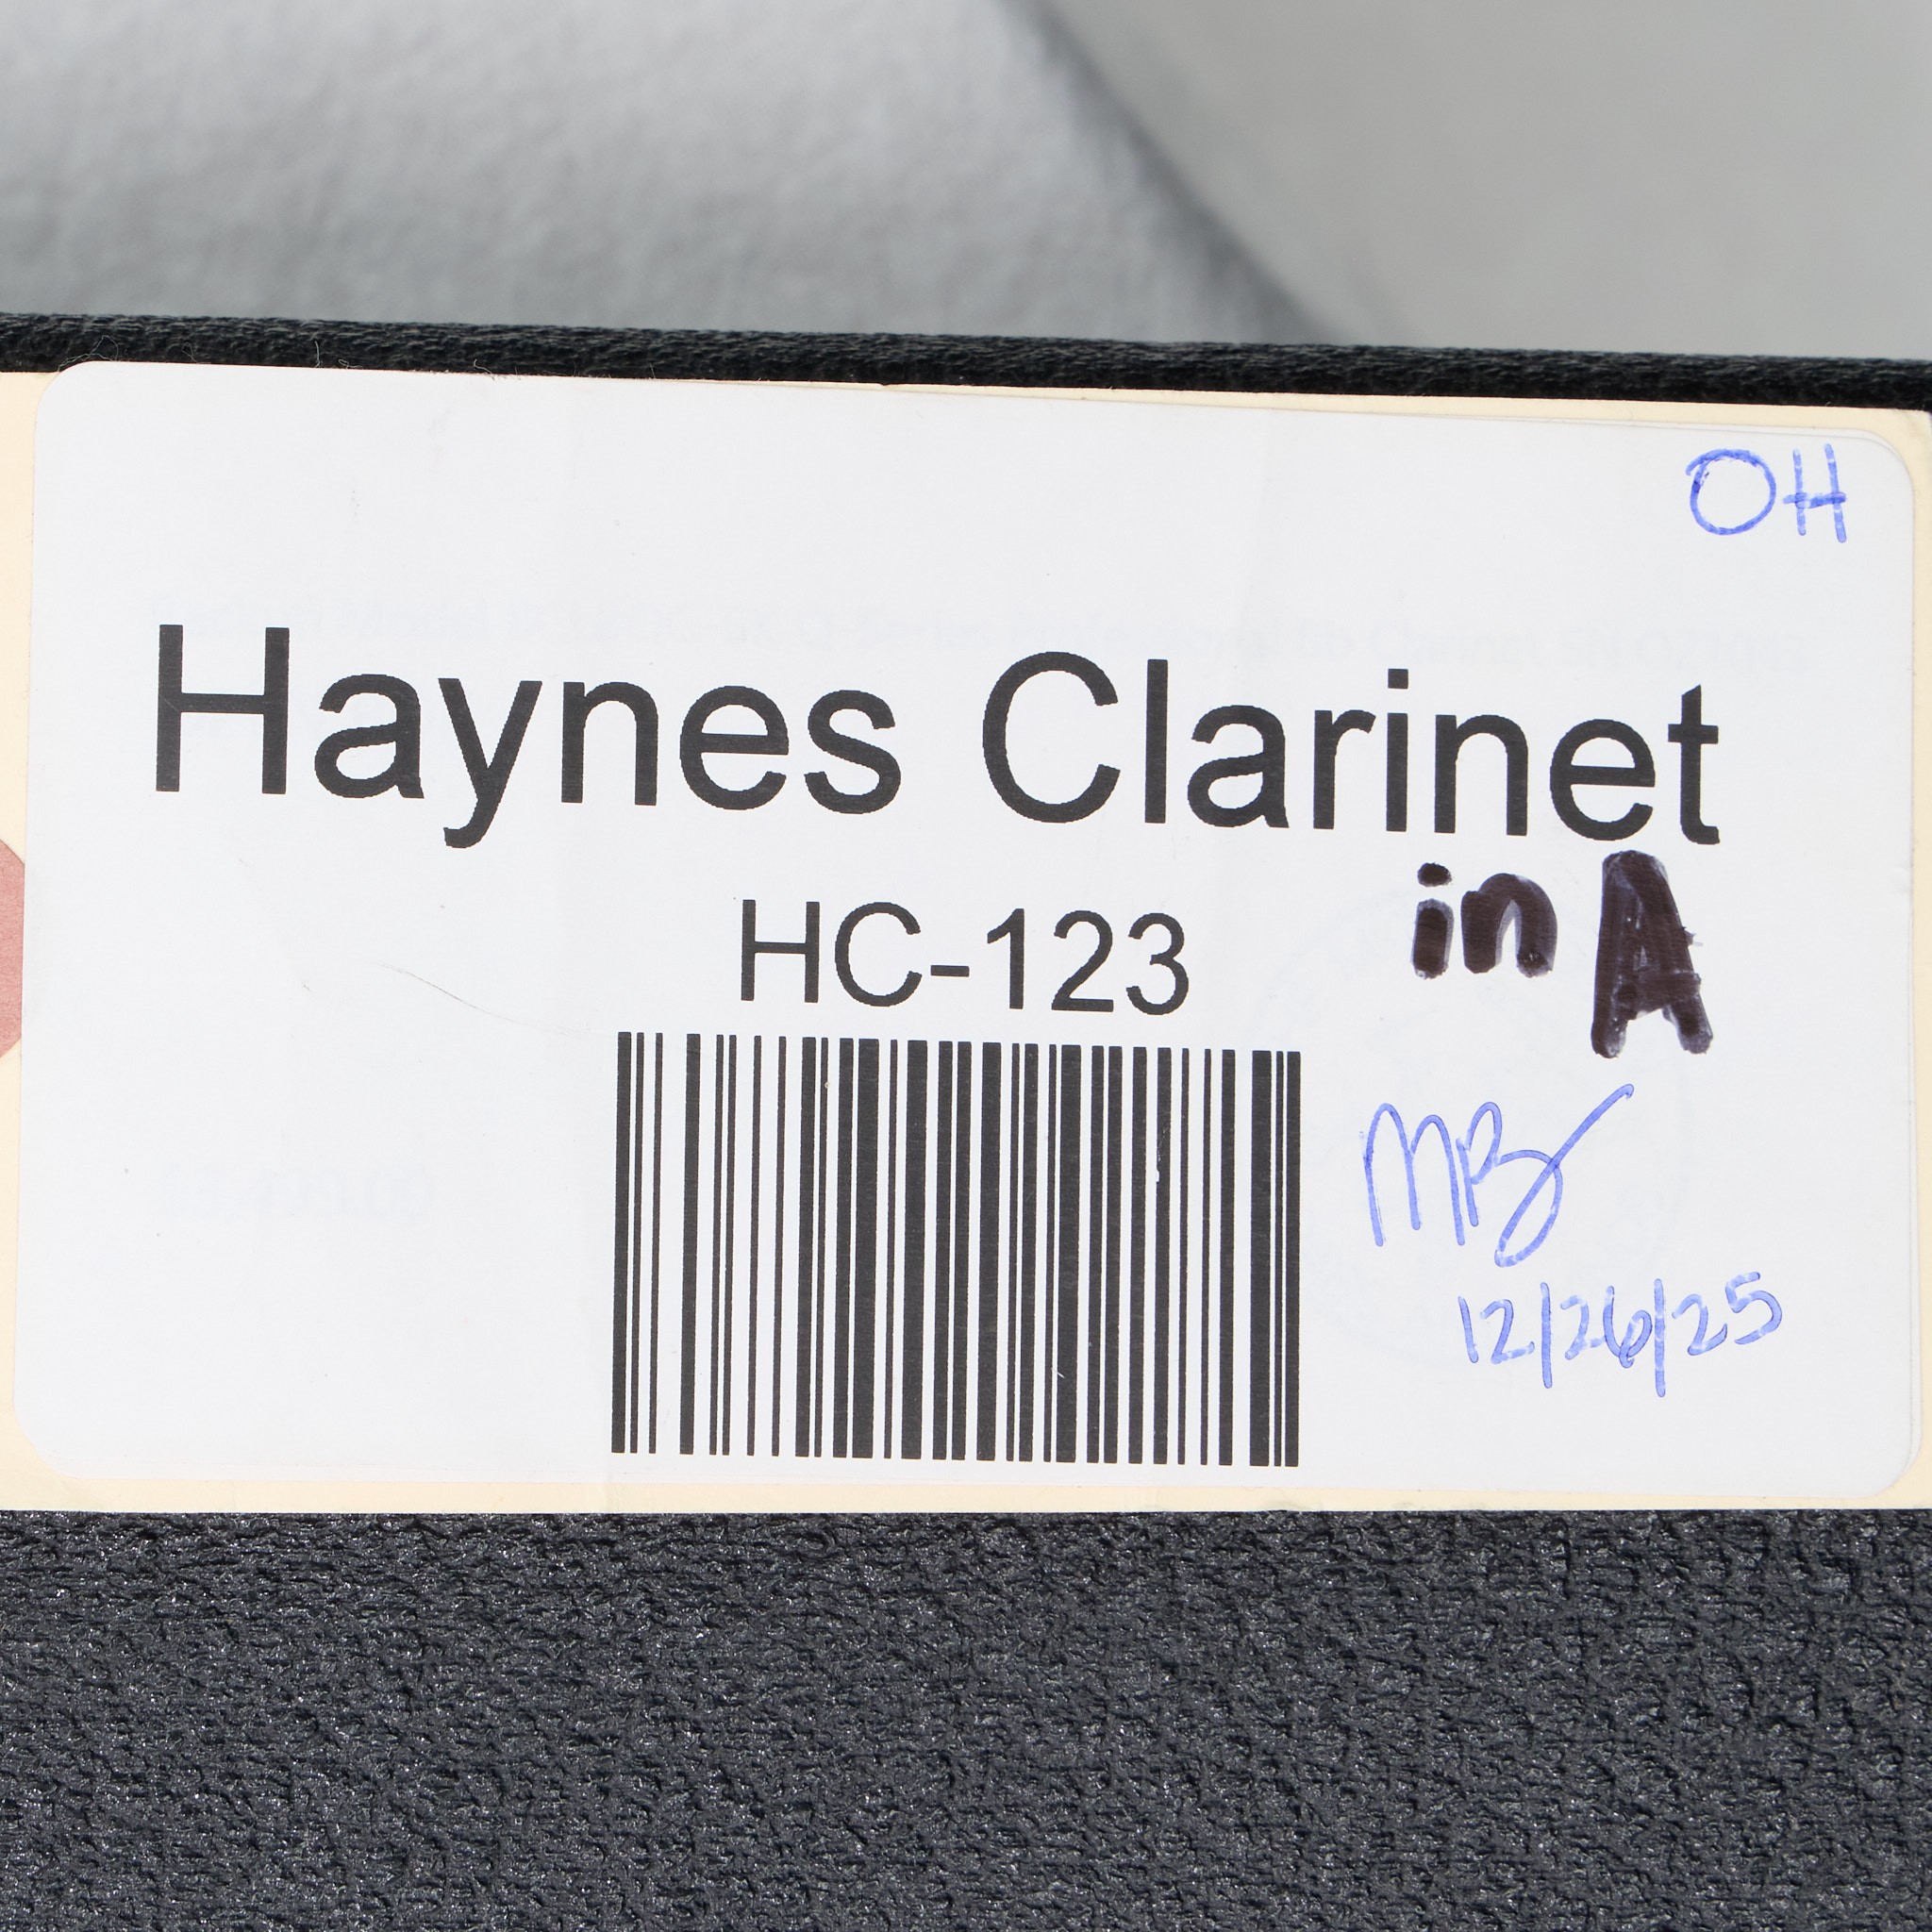 OH
Haynes Clarinet
in A
HC-123
MB
12/26/25